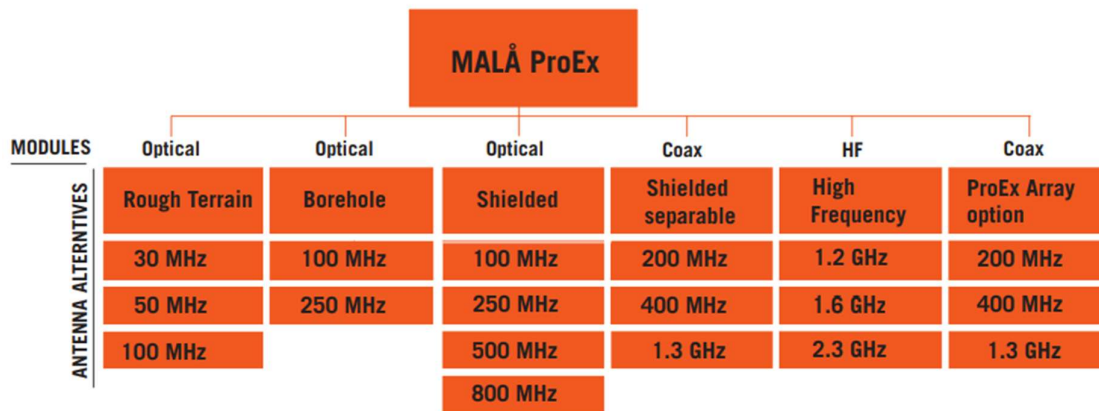 MALÅ ProEx
MODULES
Optical
Optical
Optical
Coax
HF
Coax
ANTENNA ALTERNTIVES
Rough Terrain
30 MHz
50 MHz
100 MHz
Borehole
100 MHz
250 MHz
Shielded
100 MHz
250 MHz
500 MHz
800 MHz
Shielded
separable
200 MHz
400 MHz
1.3 GHz
High
Frequency
1.2 GHz
1.6 GHz
2.3 GHz
ProEx Array
option
200 MHz
400 MHz
1.3 GHz